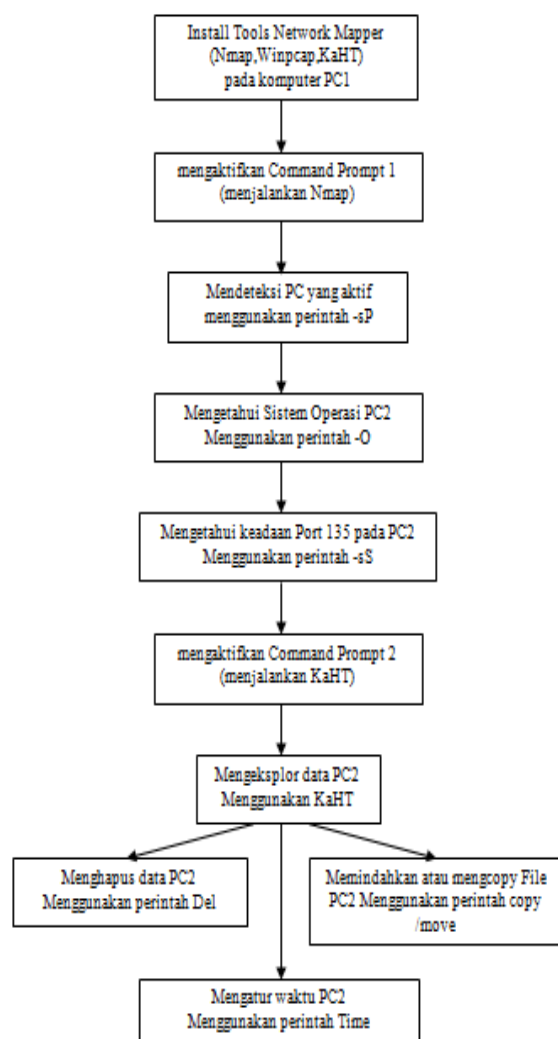 Install Tools Network Mapper
(Nmap,Winpcap,KaHT)
pada komputer PC1
mengaktifkan Command Prompt 1
(menjalankan Nmap)
Mendeteksi PC yang aktif
menggunakan perintah -sP
Mengetahui Sistem Operasi PC2
Menggunakan perintah -O
Mengetahui keadaan Port 135 pada PC2
Menggunakan perintah -sS
mengaktifkan Command Prompt 2
(menjalankan KaHT)
Mengeksplor data PC2
Menggunakan KaHT
Menghapus data PC2
Menggunakan perintah Del
Memindahkan atau mengcopy File
PC2 Menggunakan perintah copy
/move
Mengatur waktu PC2
Menggunakan perintah Time